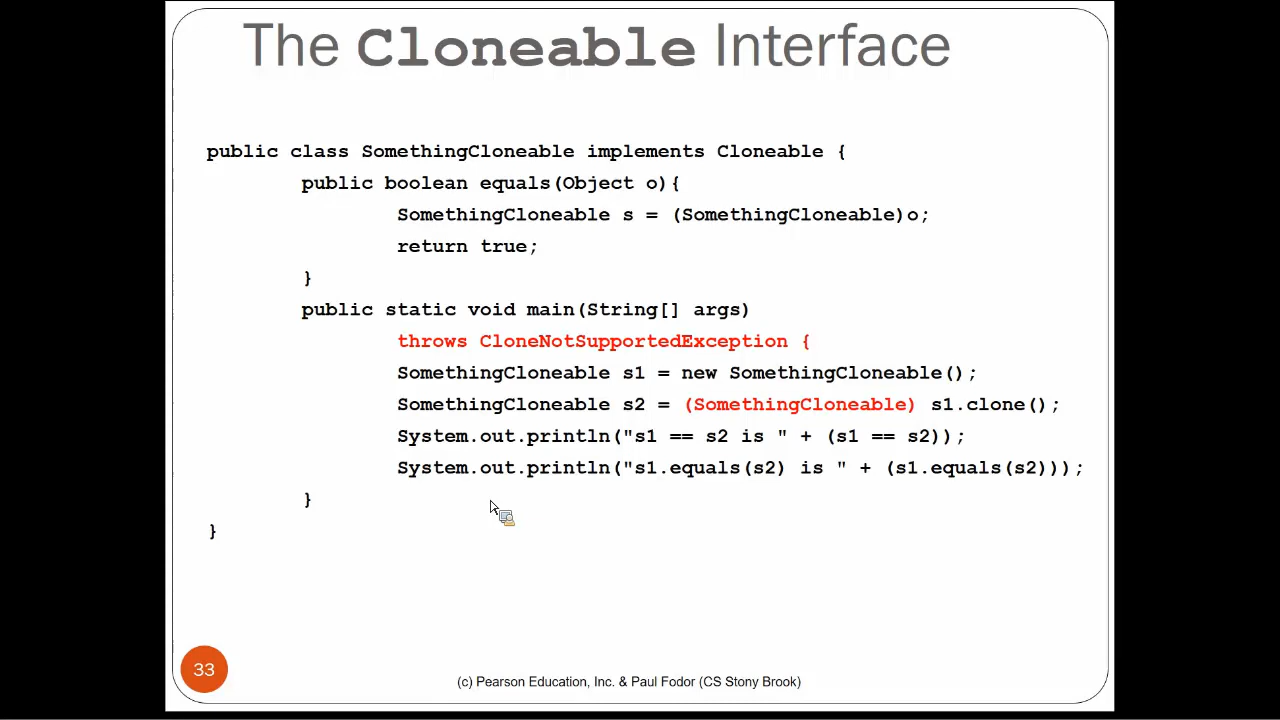 The Cloneable Interface
public class SomethingCloneable implements Cloneable {
public boolean equals(Object o){
SomethingCloneable s = (SomethingCloneable)o;
return true;
}
public static void main(String[] args)
throws CloneNotSupportedException {
SomethingCloneable s1 = new SomethingCloneable();
SomethingCloneable s2 = (SomethingCloneable) s1.clone();
System.out.println("s1 == s2 is " + (s1 == s2));
System.out.println("s1.equals(s2) is " + (s1.equals(s2)));
}
}
33
(c) Pearson Education, Inc. & Paul Fodor (CS Stony Brook)